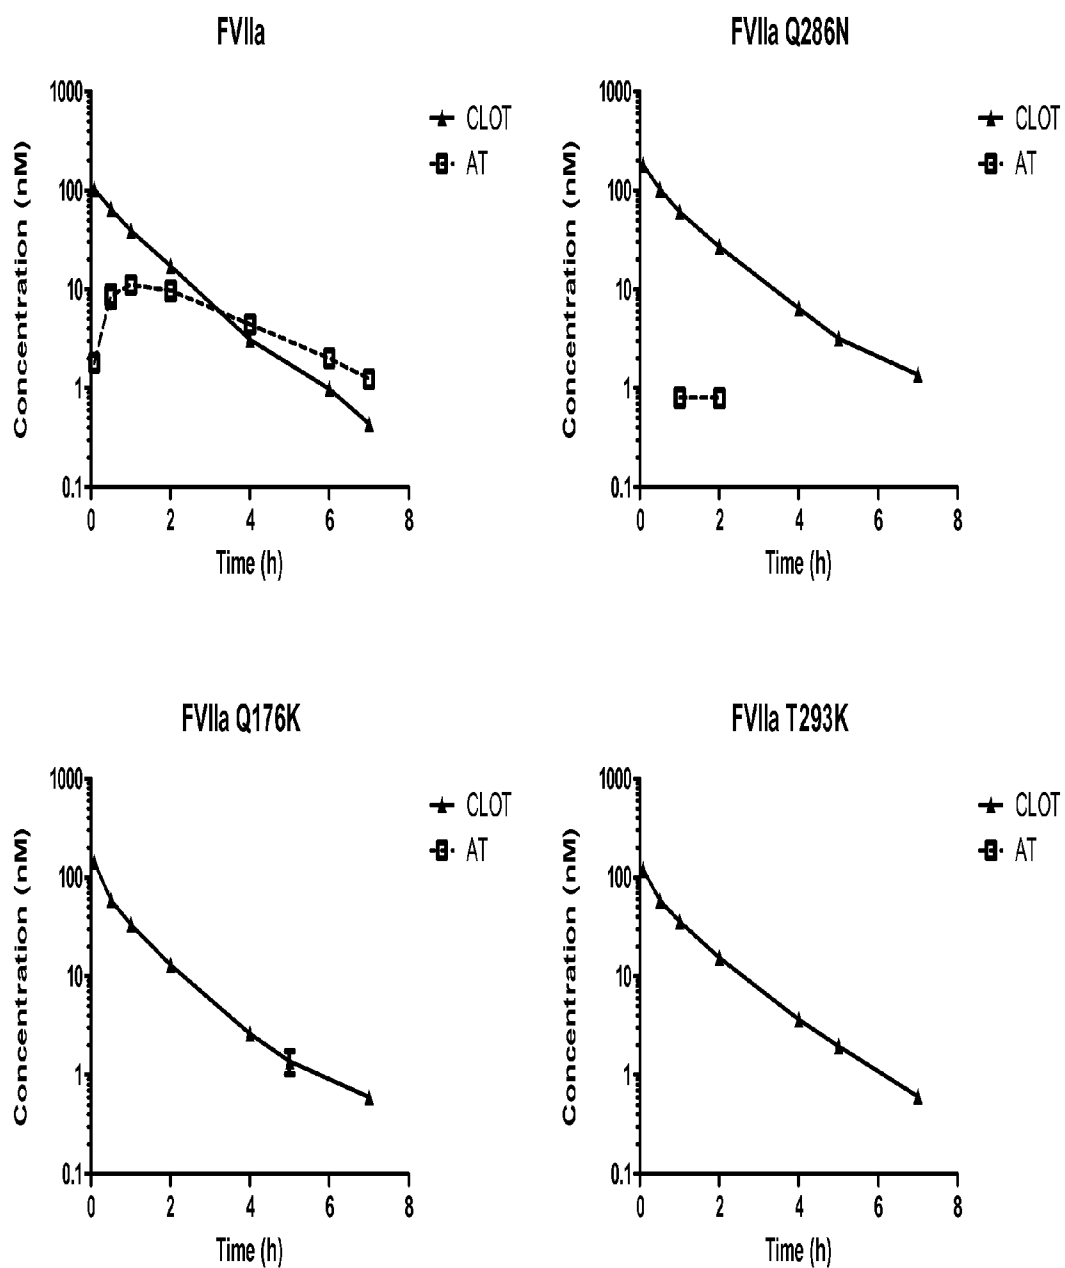 FVIIa
1000
100
10
1
0.1
0 2 4 6 8
Concentration (nM)
Time (h)
CLOT
AT
FVIIa Q286N
1000
100
10
1
0.1
0 2 4 6 8
Concentration (nM)
Time (h)
CLOT
AT
FVIIa Q176K
1000
100
10
1
0.1
0 2 4 6 8
Concentration (nM)
Time (h)
CLOT
AT
FVIIa T293K
1000
100
10
1
0.1
0 2 4 6 8
Concentration (nM)
Time (h)
CLOT
AT